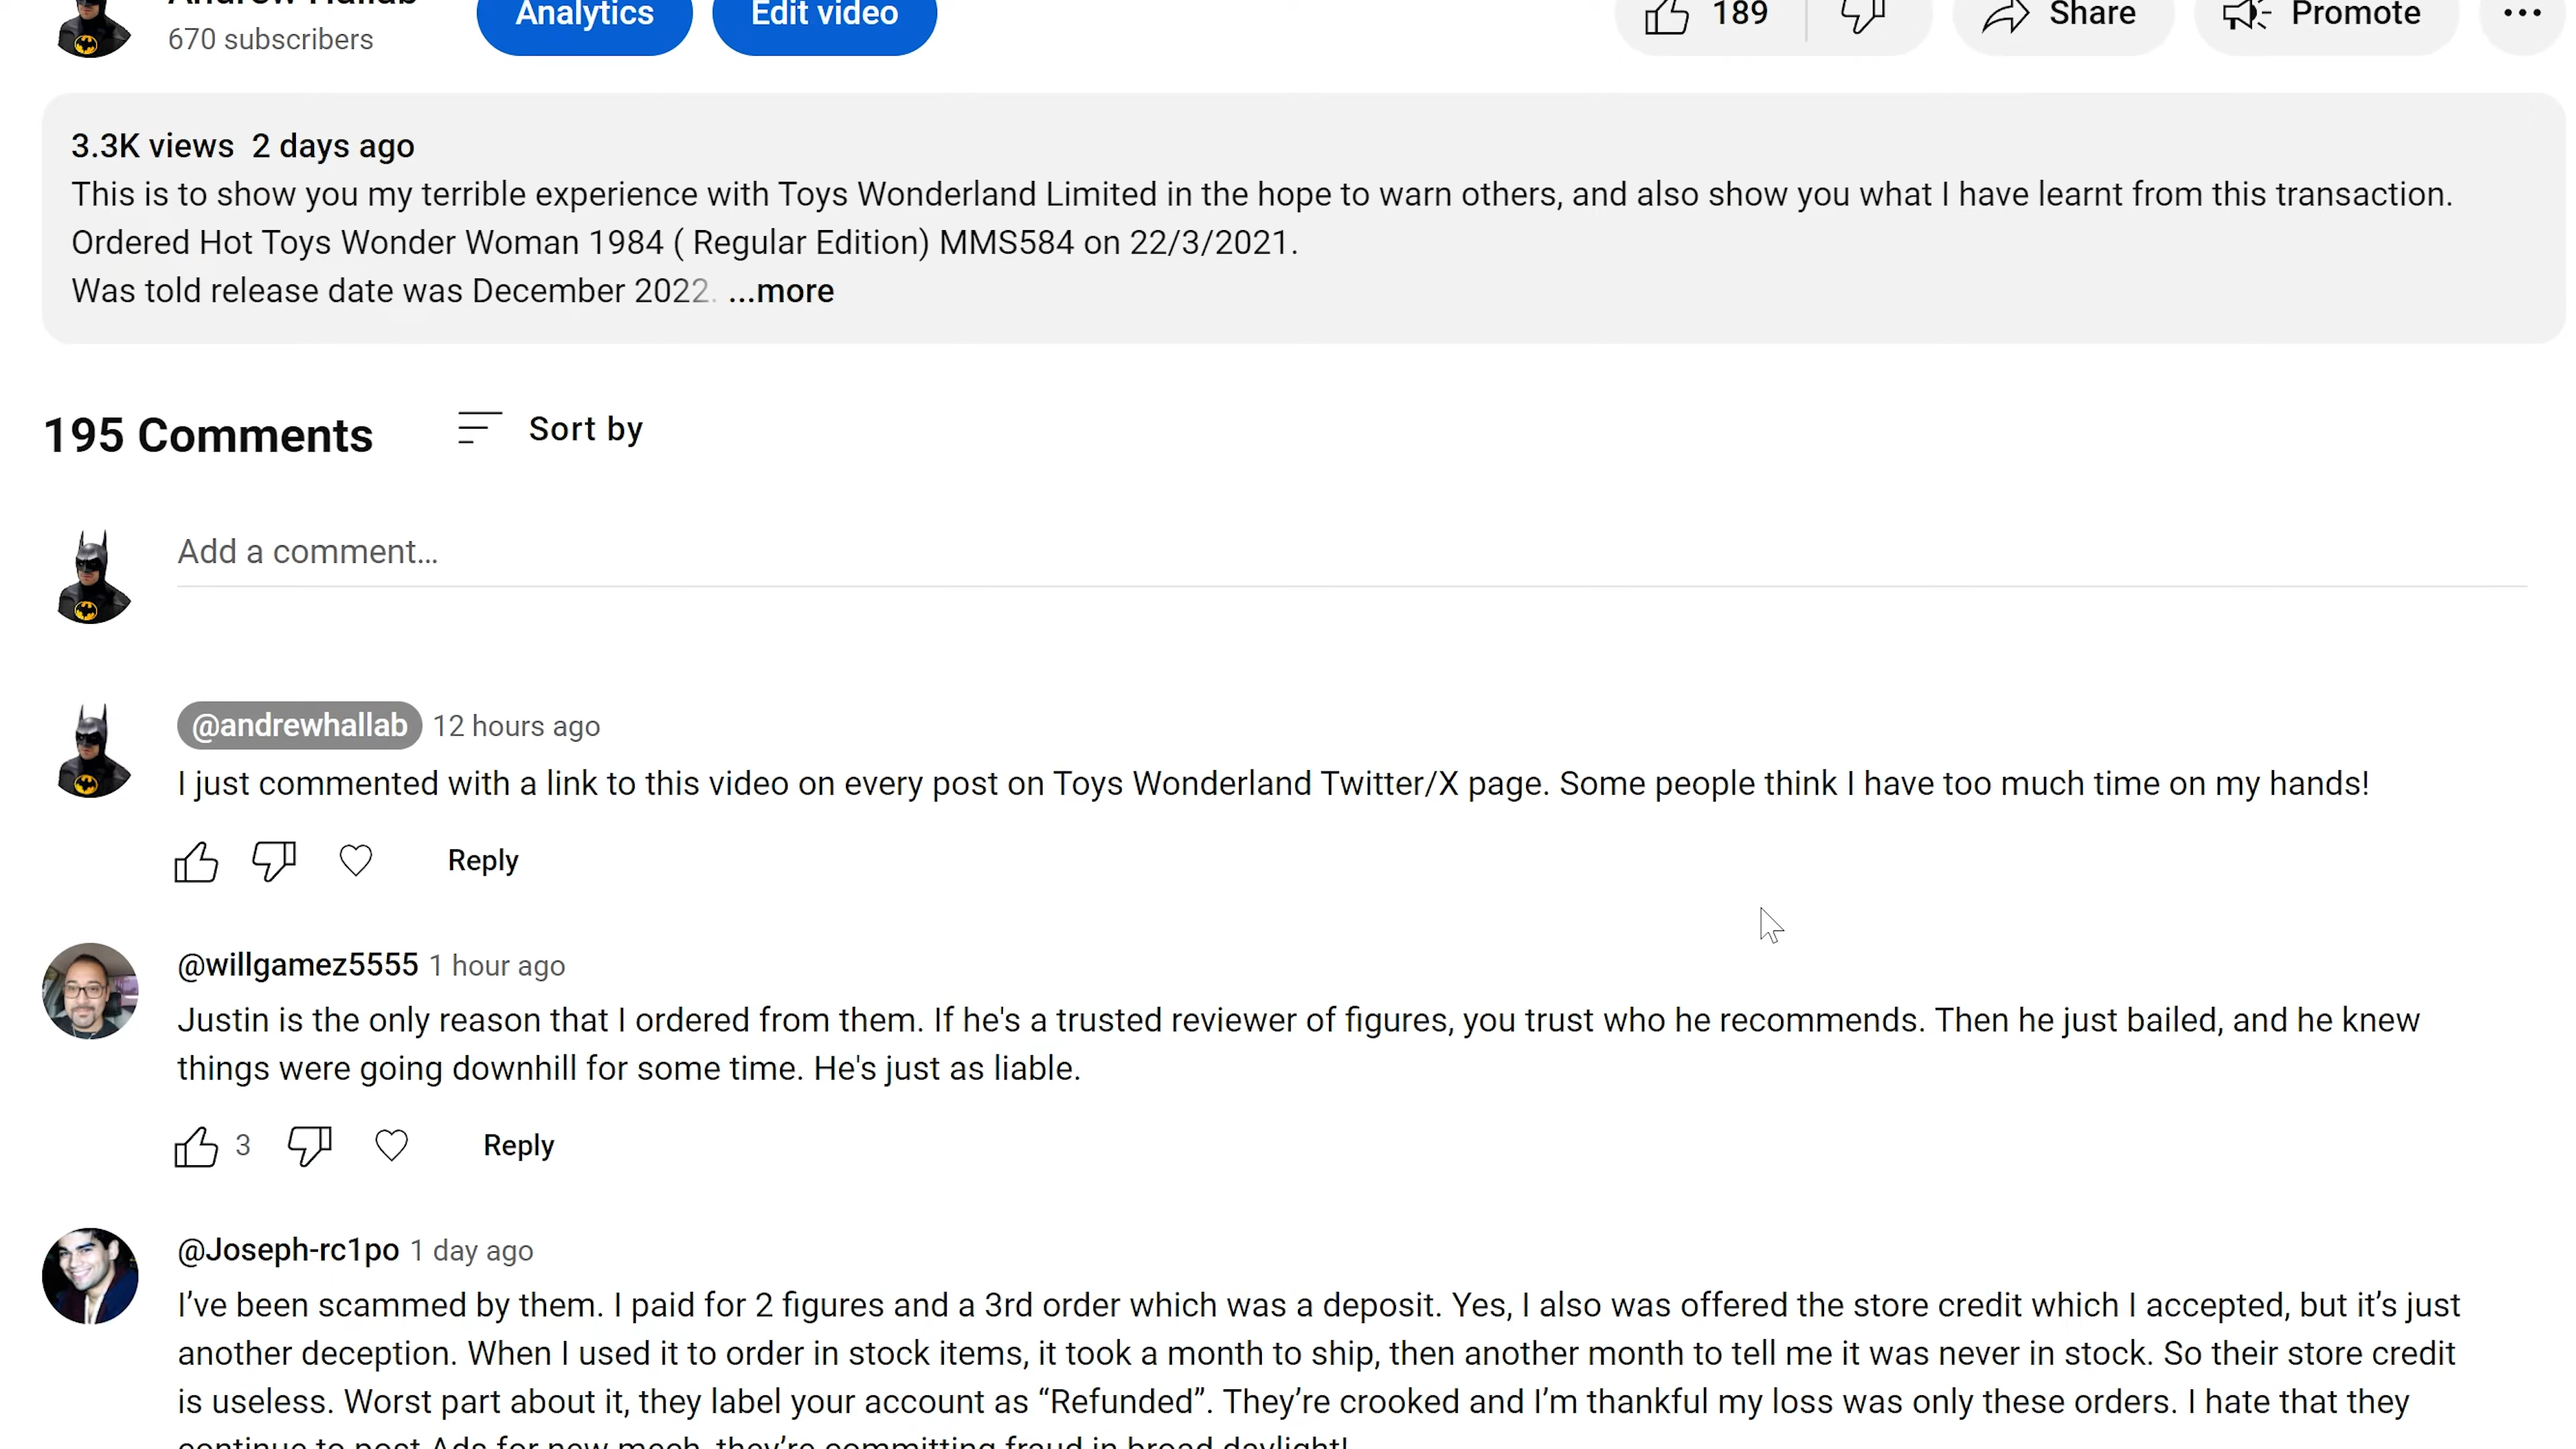 Andrew Hallab
Analytics
Edit video
189
Share
Promote
670 subscribers
3.3K views 2 days ago
This is to show you my terrible experience with Toys Wonderland Limited in the hope to warn others, and also show you what I have learnt from this transaction.
Ordered Hot Toys Wonder Woman 1984 ( Regular Edition) MMS584 on 22/3/2021.
Was told release date was December 2022. ...more
195 Comments
Sort by
Add a comment...
@andrewhallab 12 hours ago
I just commented with a link to this video on every post on Toys Wonderland Twitter/X page. Some people think I have too much time on my hands!
Reply
@willgamez5555 1 hour ago
Justin is the only reason that I ordered from them. If he's a trusted reviewer of figures, you trust who he recommends. Then he just bailed, and he knew
things were going downhill for some time. He's just as liable.
3
Reply
@Joseph-rc1po 1 day ago
I’ve been scammed by them. I paid for 2 figures and a 3rd order which was a deposit. Yes, I also was offered the store credit which I accepted, but it’s just
another deception. When I used it to order in stock items, it took a month to ship, then another month to tell me it was never in stock. So their store credit
is useless. Worst part about it, they label your account as “Refunded”. They’re crooked and I’m thankful my loss was only these orders. I hate that they
continue to post Ads for new mech, they’re committing fraud in broad daylight!